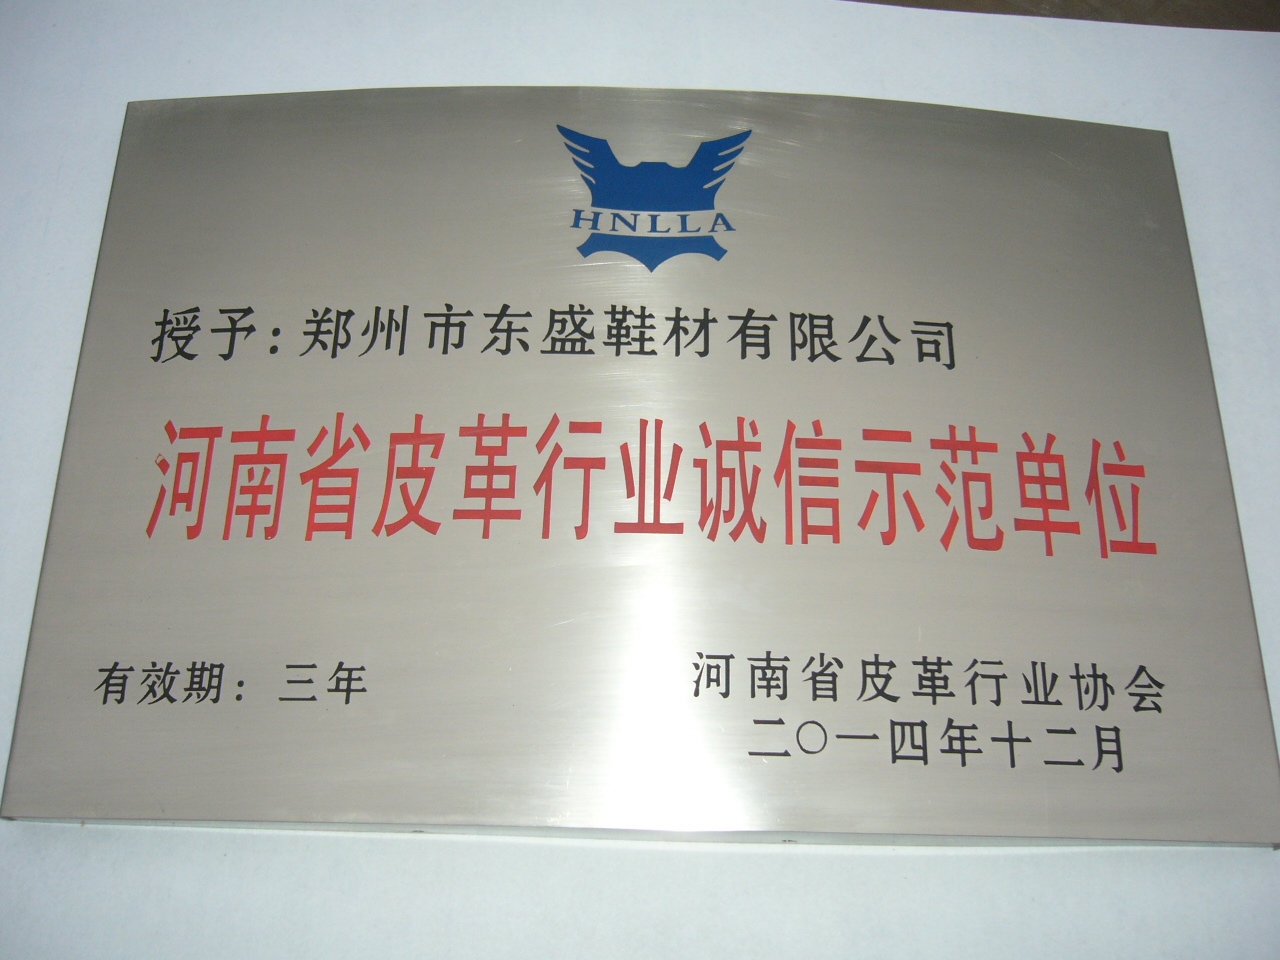 HNLLA
授予:郑州市东盛鞋材有限公司
河南省皮革行业诚信示范单位
有效期:三年
河南省皮革行业协会
二〇一四年十二月